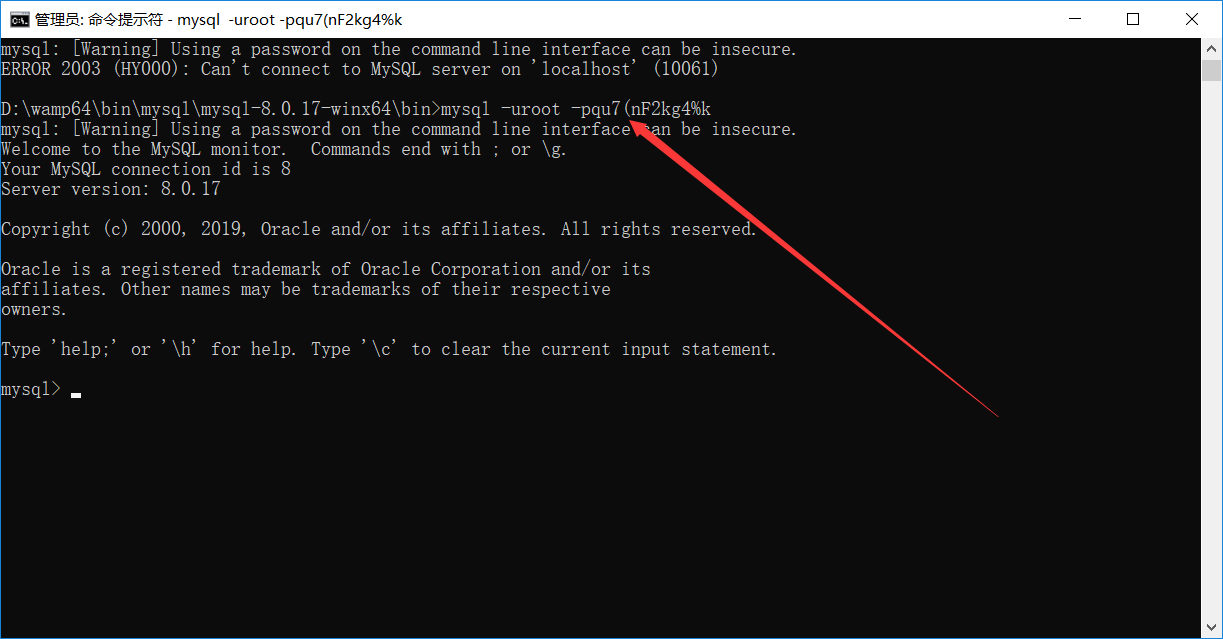 管理员: 命令提示符 - mysql  -uroot -pqu7(nF2kg4%k
mysql: [Warning] Using a password on the command line interface can be insecure.
ERROR 2003 (HY000): Can't connect to MySQL server on 'localhost' (10061)
D:\wamp64\bin\mysql\mysql-8.0.17-winx64\bin>mysql -uroot -pqu7(nF2kg4%k
mysql: [Warning] Using a password on the command line interface can be insecure.
Welcome to the MySQL monitor.  Commands end with ; or \g.
Your MySQL connection id is 8
Server version: 8.0.17
Copyright (c) 2000, 2019, Oracle and/or its affiliates. All rights reserved.
Oracle is a registered trademark of Oracle Corporation and/or its
affiliates. Other names may be trademarks of their respective
owners.
Type 'help;' or '\h' for help. Type '\c' to clear the current input statement.
mysql>